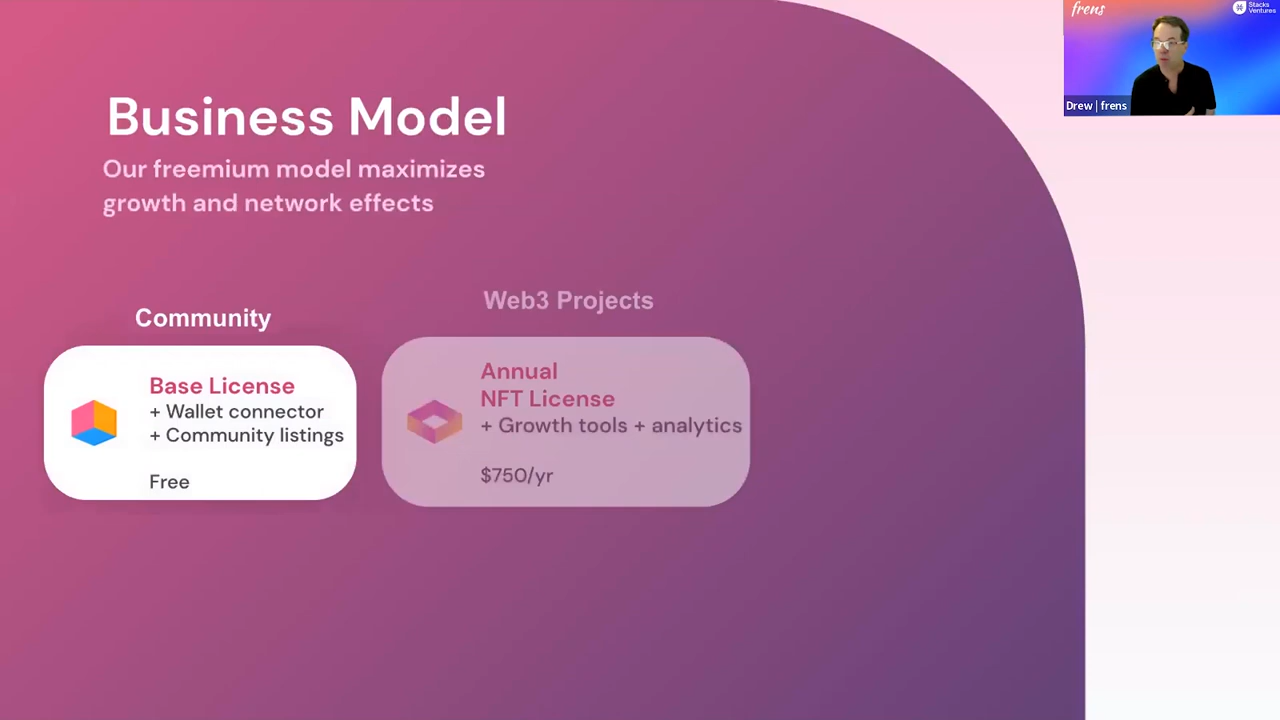 frens
Stacks
Ventures
Drew | frens
Business Model
Our freemium model maximizes
growth and network effects
Community
Base License
+ Wallet connector
+ Community listings
Free
Web3 Projects
Annual
NFT License
+ Growth tools + analytics
$750/yr